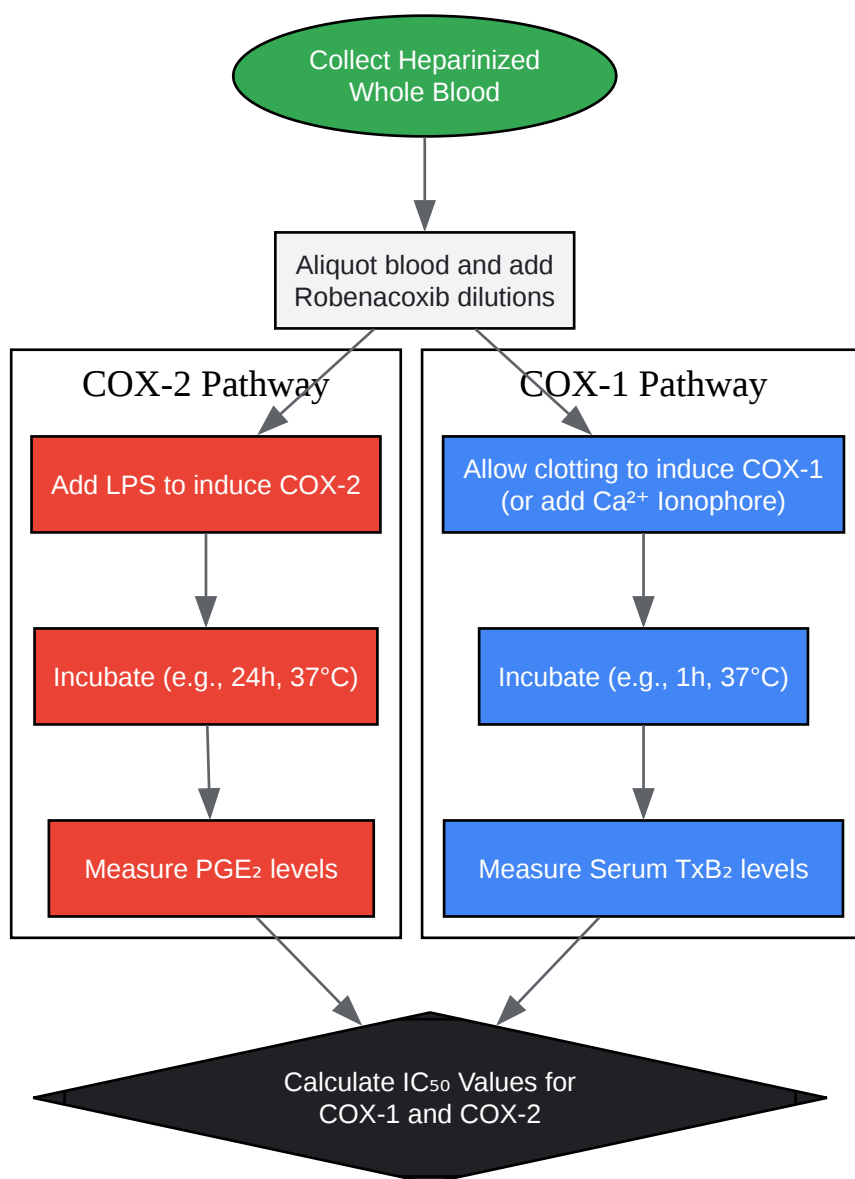 Collect Heparinized
Whole Blood
Aliquot blood and add
Robenacoxib dilutions
COX-2 Pathway
Add LPS to induce COX-2
Incubate (e.g., 24h, 37°C)
Measure PGE₂ levels
COX-1 Pathway
Allow clotting to induce COX-1
(or add Ca²⁺ Ionophore)
Incubate (e.g., 1h, 37°C)
Measure Serum TxB₂ levels
Calculate IC₅₀ Values for
COX-1 and COX-2